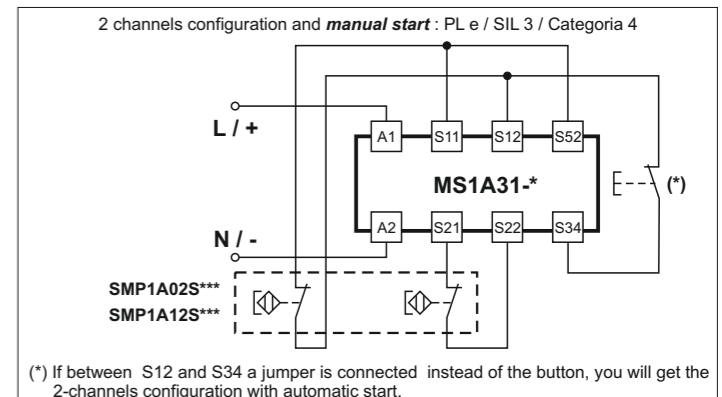 2 channels configuration and manual start : PL e / SIL 3 / Categoria 4
L / +
A1 S11 S12 S52
MS1A31-*
(*)
A2 S21 S22 S34
N / -
SMP1A02S***
SMP1A12S***
(*) If between S12 and S34 a jumper is connected instead of the button, you will get the
2-channels configuration with automatic start.